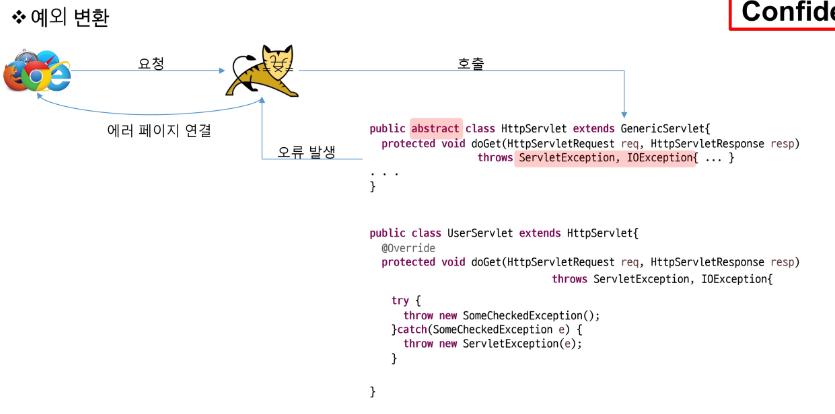 ❖ 예외 변환
Confide
요청
호출
에러 페이지 연결
오류 발생
public abstract class HttpServlet extends GenericServlet{
protected void doGet(HttpServletRequest req, HttpServletResponse resp)
throws ServletException, IOException{ ... }
. . .
}
public class UserServlet extends HttpServlet{
@Override
protected void doGet(HttpServletRequest req, HttpServletResponse resp)
throws ServletException, IOException{
try {
throw new SomeCheckedException();
}catch(SomeCheckedException e) {
throw new ServletException(e);
}
}